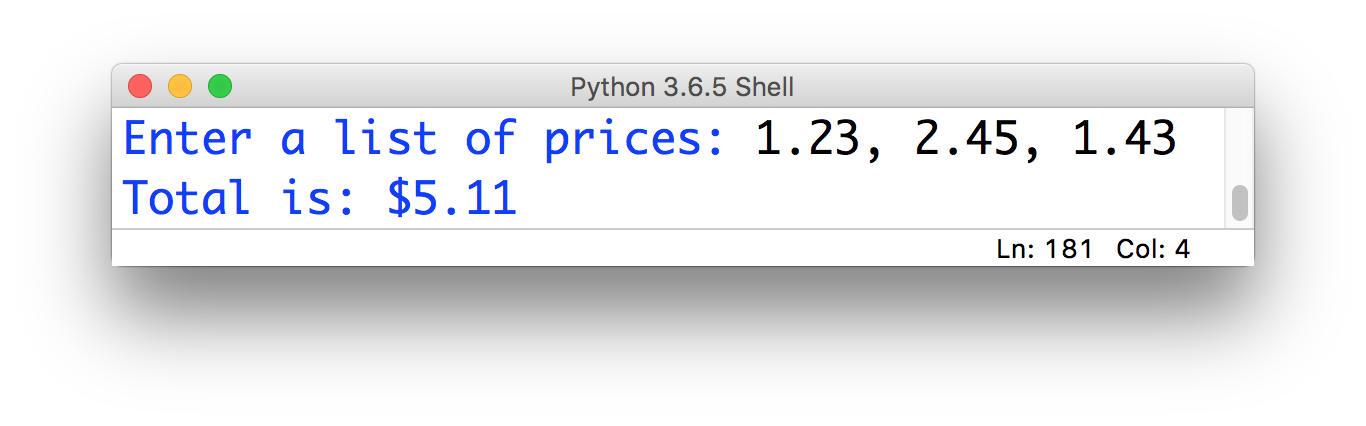 Python 3.6.5 Shell
Enter a list of prices: 1.23, 2.45, 1.43
Total is: $5.11
Ln: 181 Col: 4